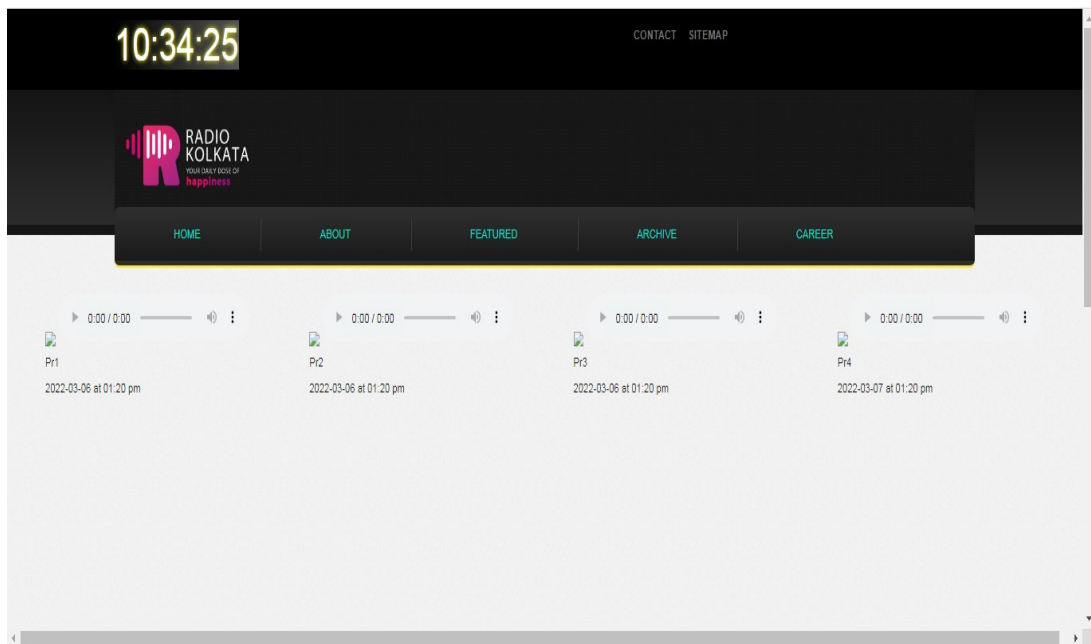 10:34:25
CONTACT SITEMAP
RADIO
KOLKATA
YOUR DAILY DOSE OF
happiness
HOME ABOUT FEATURED ARCHIVE CAREER
0:00 / 0:00 0:00 / 0:00 0:00 / 0:00 0:00 / 0:00
Pr1 Pr2 Pr3 Pr4
2022-03-06 at 01:20 pm 2022-03-06 at 01:20 pm 2022-03-06 at 01:20 pm 2022-03-07 at 01:20 pm